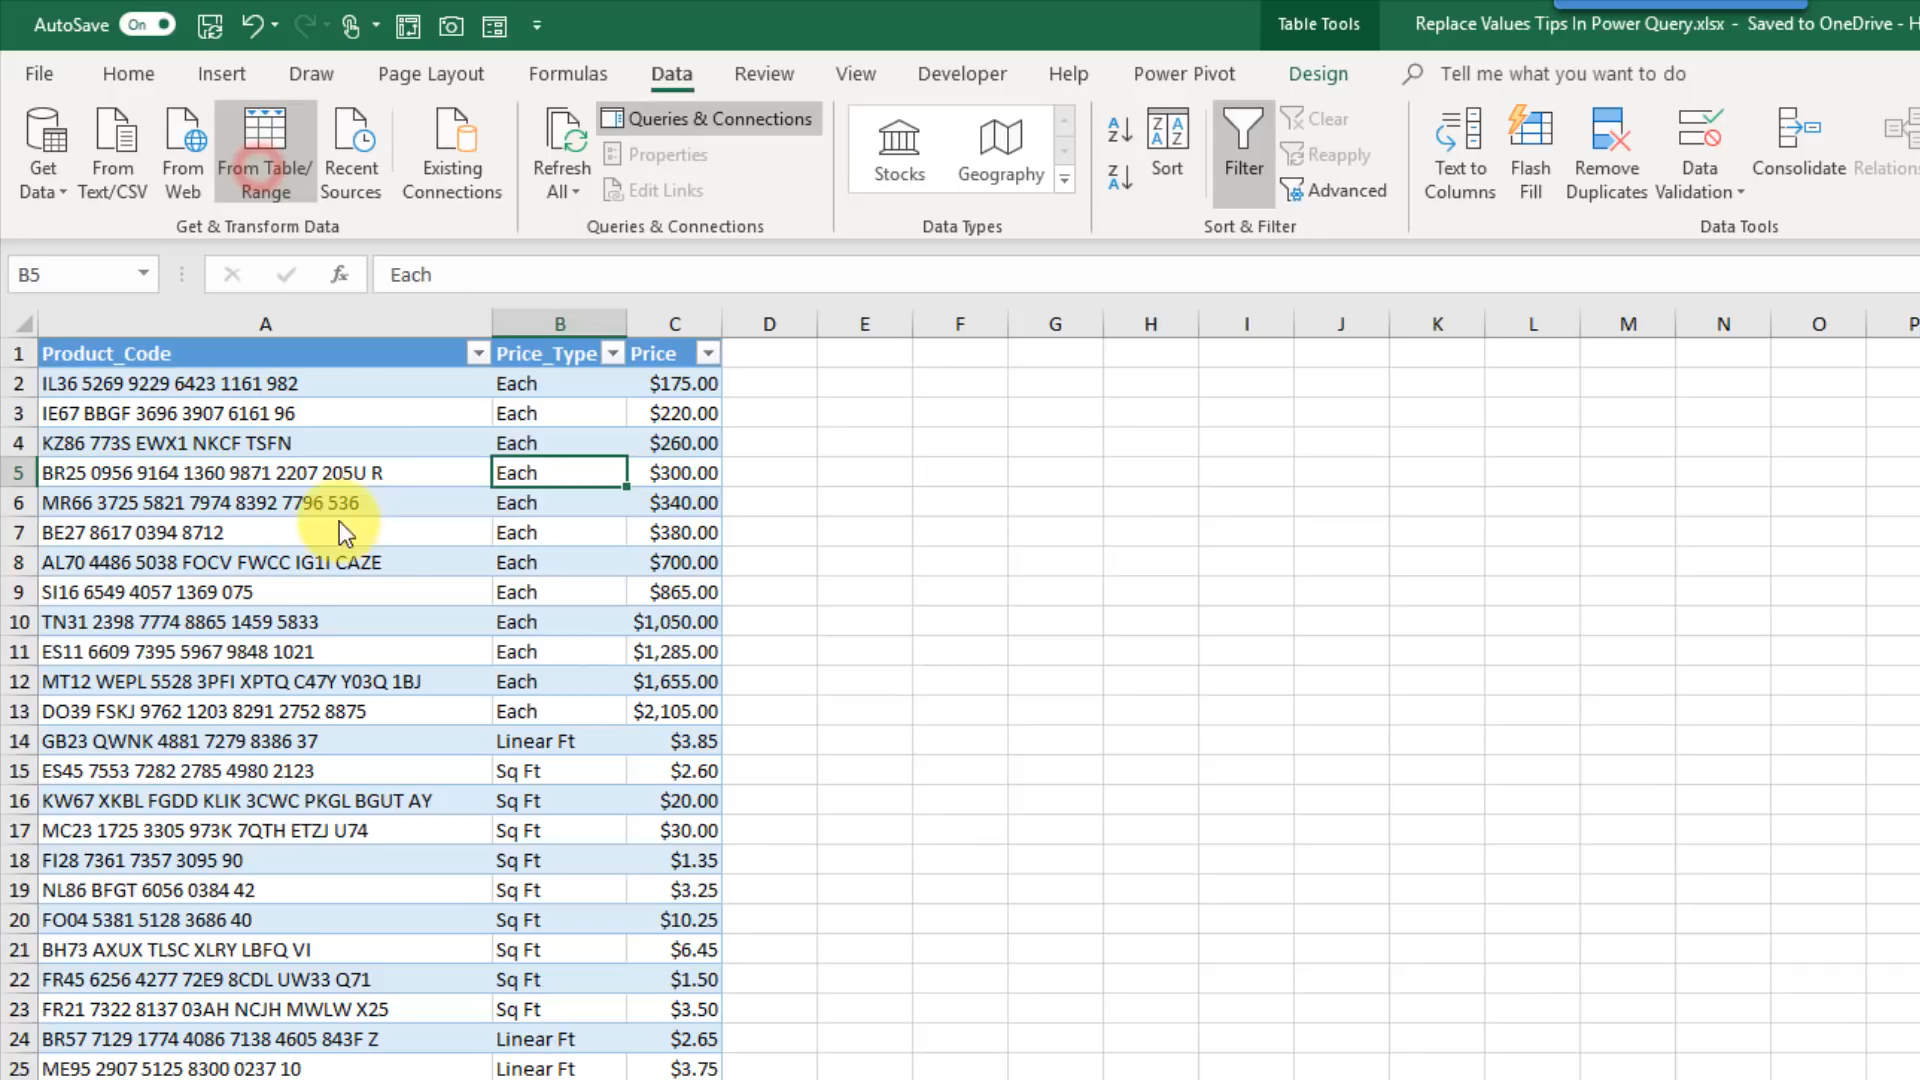 AutoSave On
Table Tools
Replace Values Tips In Power Query.xlsx - Saved to OneDrive - H
File Home Insert Draw Page Layout Formulas Data Review View Developer Help Power Pivot Design Tell me what you want to do
Get Data
From Text/CSV
From Web
From Table/ Range
Recent Sources
Existing Connections
Get & Transform Data
Refresh All
Queries & Connections
Properties
Edit Links
Queries & Connections
Stocks
Geography
Data Types
Sort
Filter
Clear
Reapply
Advanced
Sort & Filter
Text to Columns
Flash Fill
Remove Duplicates
Data Validation
Consolidate
Relations
Data Tools
B5 fx Each
A B C D E F G H I J K L M N O P
1 Product_Code Price_Type Price
2 IL36 5269 9229 6423 1161 982 Each $175.00
3 IE67 BBGF 3696 3907 6161 96 Each $220.00
4 KZ86 773S EWX1 NKCF TSFN Each $260.00
5 BR25 0956 9164 1360 9871 2207 205U R Each $300.00
6 MR66 3725 5821 7974 8392 7796 536 Each $340.00
7 BE27 8617 0394 8712 Each $380.00
8 AL70 4486 5038 FOCV FWCC IG1I CAZE Each $700.00
9 SI16 6549 4057 1369 075 Each $865.00
10 TN31 2398 7774 8865 1459 5833 Each $1,050.00
11 ES11 6609 7395 5967 9848 1021 Each $1,285.00
12 MT12 WEPL 5528 3PFI XPTQ C47Y Y03Q 1BJ Each $1,655.00
13 DO39 FSKJ 9762 1203 8291 2752 8875 Each $2,105.00
14 GB23 QWNK 4881 7279 8386 37 Linear Ft $3.85
15 ES45 7553 7282 2785 4980 2123 Sq Ft $2.60
16 KW67 XKBL FGDD KLIK 3CWC PKGL BGUT AY Sq Ft $20.00
17 MC23 1725 3305 973K 7QTH ETZJ U74 Sq Ft $30.00
18 FI28 7361 7357 3095 90 Sq Ft $1.35
19 NL86 BFGT 6056 0384 42 Sq Ft $3.25
20 FO04 5381 5128 3686 40 Sq Ft $10.25
21 BH73 AXUX TLSC XLRY LBFQ VI Sq Ft $6.45
22 FR45 6256 4277 72E9 8CDL UW33 Q71 Sq Ft $1.50
23 FR21 7322 8137 03AH NCJH MWLW X25 Sq Ft $3.50
24 BR57 7129 1774 4086 7138 4605 843F Z Linear Ft $2.65
25 ME95 2907 5125 8300 0237 10 Linear Ft $3.75